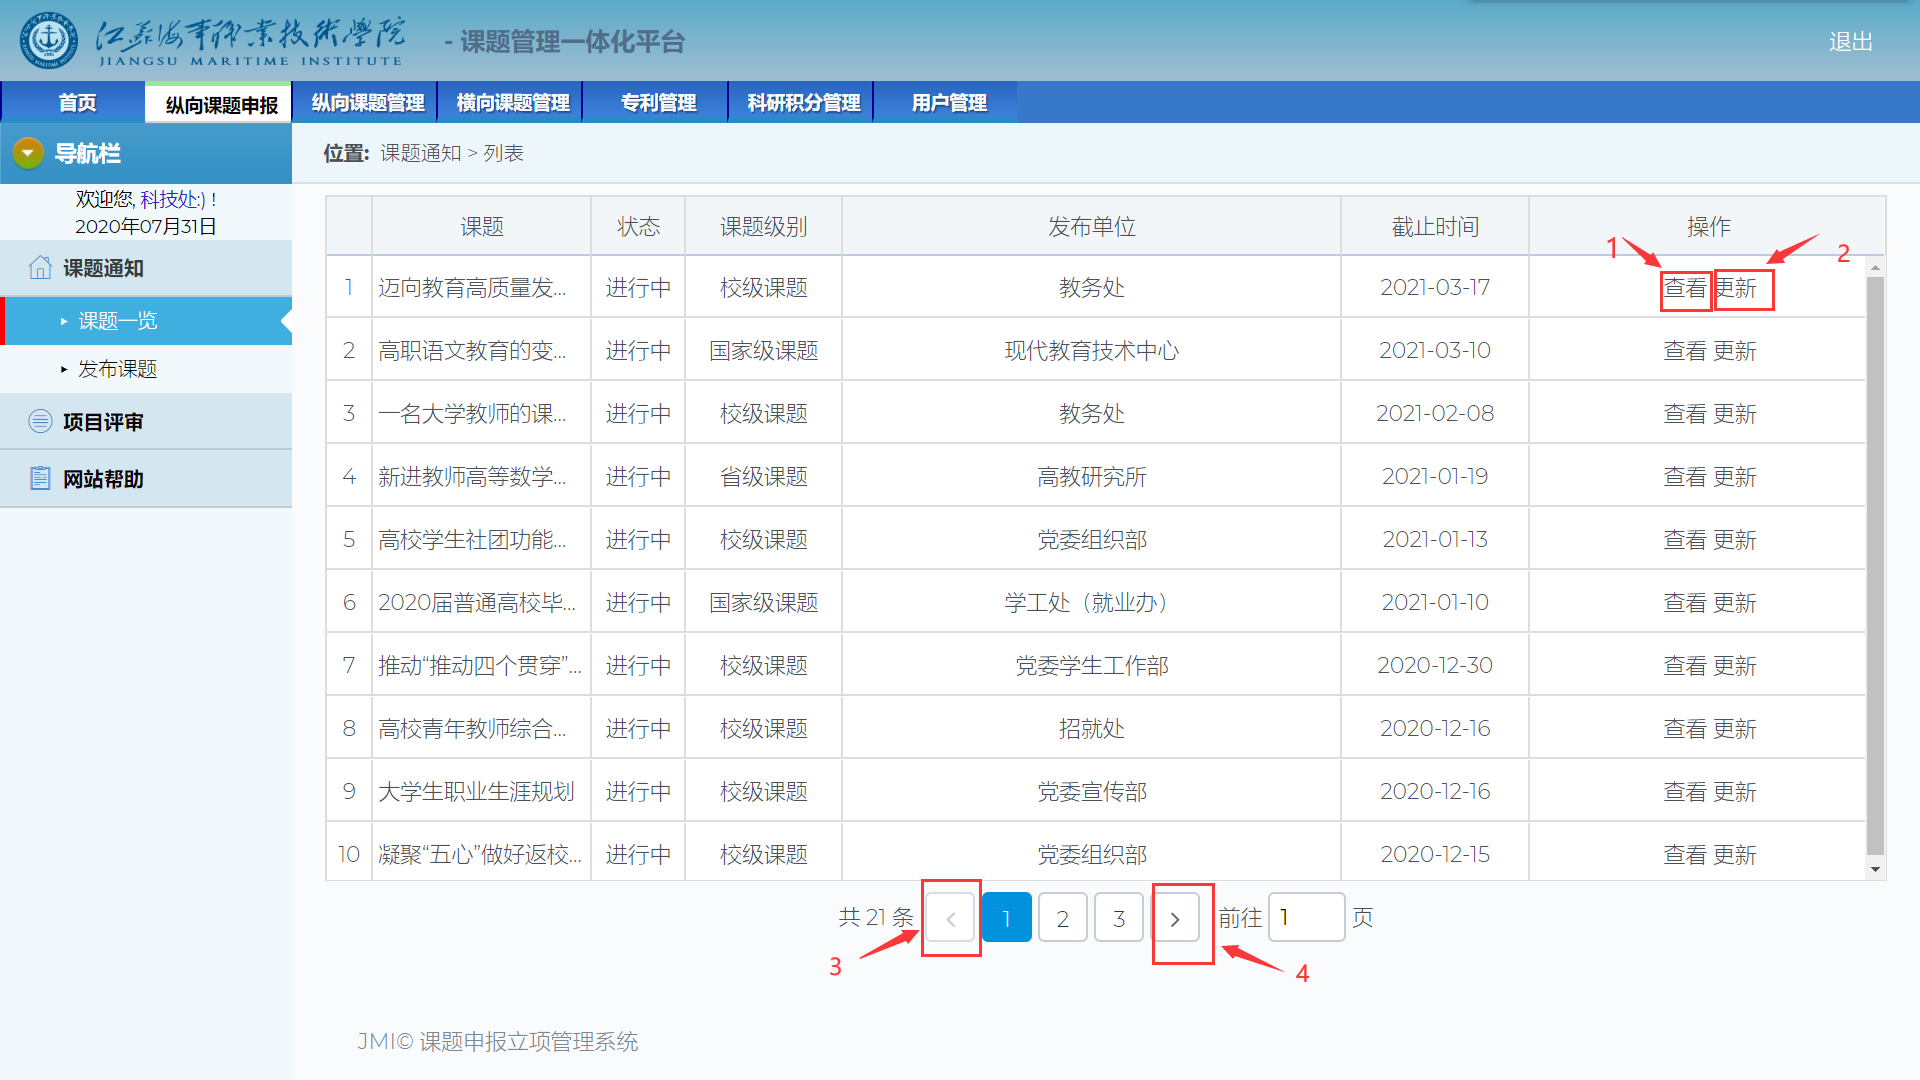 江苏海事职业技术学院
JIANGSU MARITIME INSTITUTE
- 课题管理一体化平台
退出
首页 纵向课题申报 纵向课题管理 横向课题管理 专利管理 科研积分管理 用户管理
导航栏
欢迎您, 科技处:) !
2020年07月31日
课题通知
课题一览
发布课题
项目评审
网站帮助
位置: 课题通知 > 列表
课题 状态 课题级别 发布单位 截止时间 操作
1 2
1 迈向教育高质量发... 进行中 校级课题 教务处 2021-03-17 查看 更新
2 高职语文教育的变... 进行中 国家级课题 现代教育技术中心 2021-03-10 查看 更新
3 一名大学教师的课... 进行中 校级课题 教务处 2021-02-08 查看 更新
4 新进教师高等数学... 进行中 省级课题 高教研究所 2021-01-19 查看 更新
5 高校学生社团功能... 进行中 校级课题 党委组织部 2021-01-13 查看 更新
6 2020届普通高校毕... 进行中 国家级课题 学工处（就业办） 2021-01-10 查看 更新
7 推动“推动四个贯穿”... 进行中 校级课题 党委学生工作部 2020-12-30 查看 更新
8 高校青年教师综合... 进行中 校级课题 招就处 2020-12-16 查看 更新
9 大学生职业生涯规划 进行中 校级课题 党委宣传部 2020-12-16 查看 更新
10 凝聚“五心”做好返校... 进行中 校级课题 党委组织部 2020-12-15 查看 更新
共 21 条 < 1 2 3 > 前往 1 页
3 4
JMI© 课题申报立项管理系统